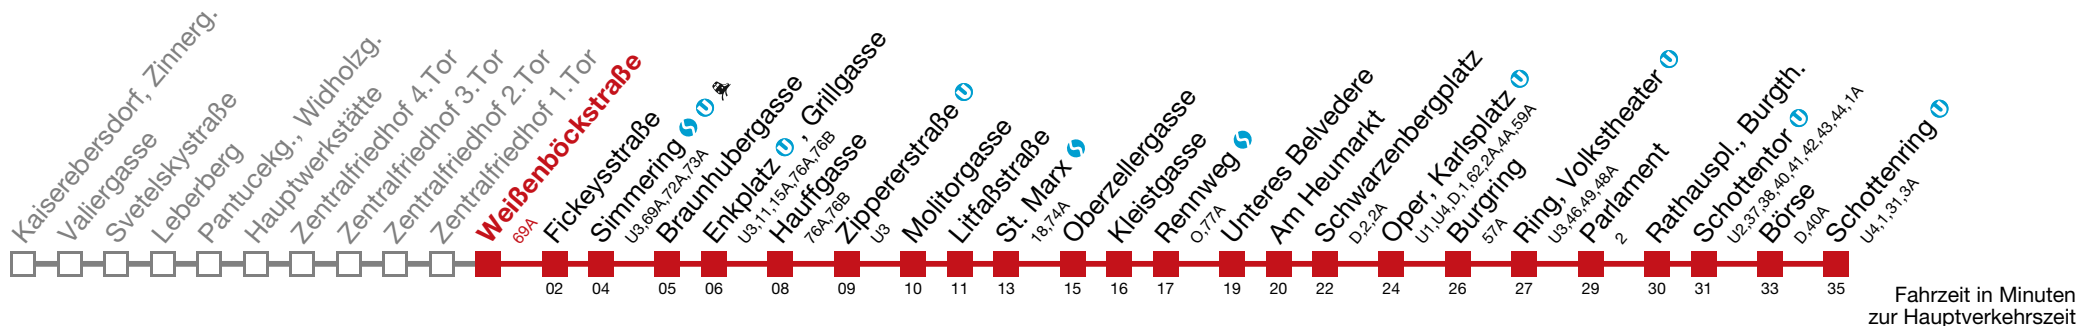 Kaiserebersdorf, Zinnerg.
Valiergasse
Svetelskystraße
Leberberg
Pantucekg., Widholzg.
Hauptwerkstätte
Zentralfriedhof 4.Tor
Zentralfriedhof 3.Tor
Zentralfriedhof 2.Tor
Zentralfriedhof 1.Tor
Weißenböckstraße
69A
Fickeysstraße
02
Simmering S U
U3,69A,72A,73A
04
Braunhubergasse
05
Enkplatz U , Grillgasse
U3,11,15A,76A,76B
06
Hauffgasse
76A,76B
08
Zippererstraße U
U3
09
Molitorgasse
10
Litfaßstraße
11
St. Marx S
18,74A
13
Oberzellergasse
15
Kleistgasse
16
Rennweg S
O,77A
17
Unteres Belvedere
19
Am Heumarkt
20
Schwarzenbergplatz
D,2,2A
22
Oper, Karlsplatz U
U1,U4,D,1,62,2A,4A,59A
24
Burgring
57A
26
Ring, Volkstheater U
U3,46,49,48A
27
Parlament
2
29
Rathauspl., Burgth.
30
Schottentor U
U2,37,38,40,41,42,43,44,1A
31
Börse
D,40A
33
Schottenring U
U4,1,31,3A
35
Fahrzeit in Minuten
zur Hauptverkehrszeit